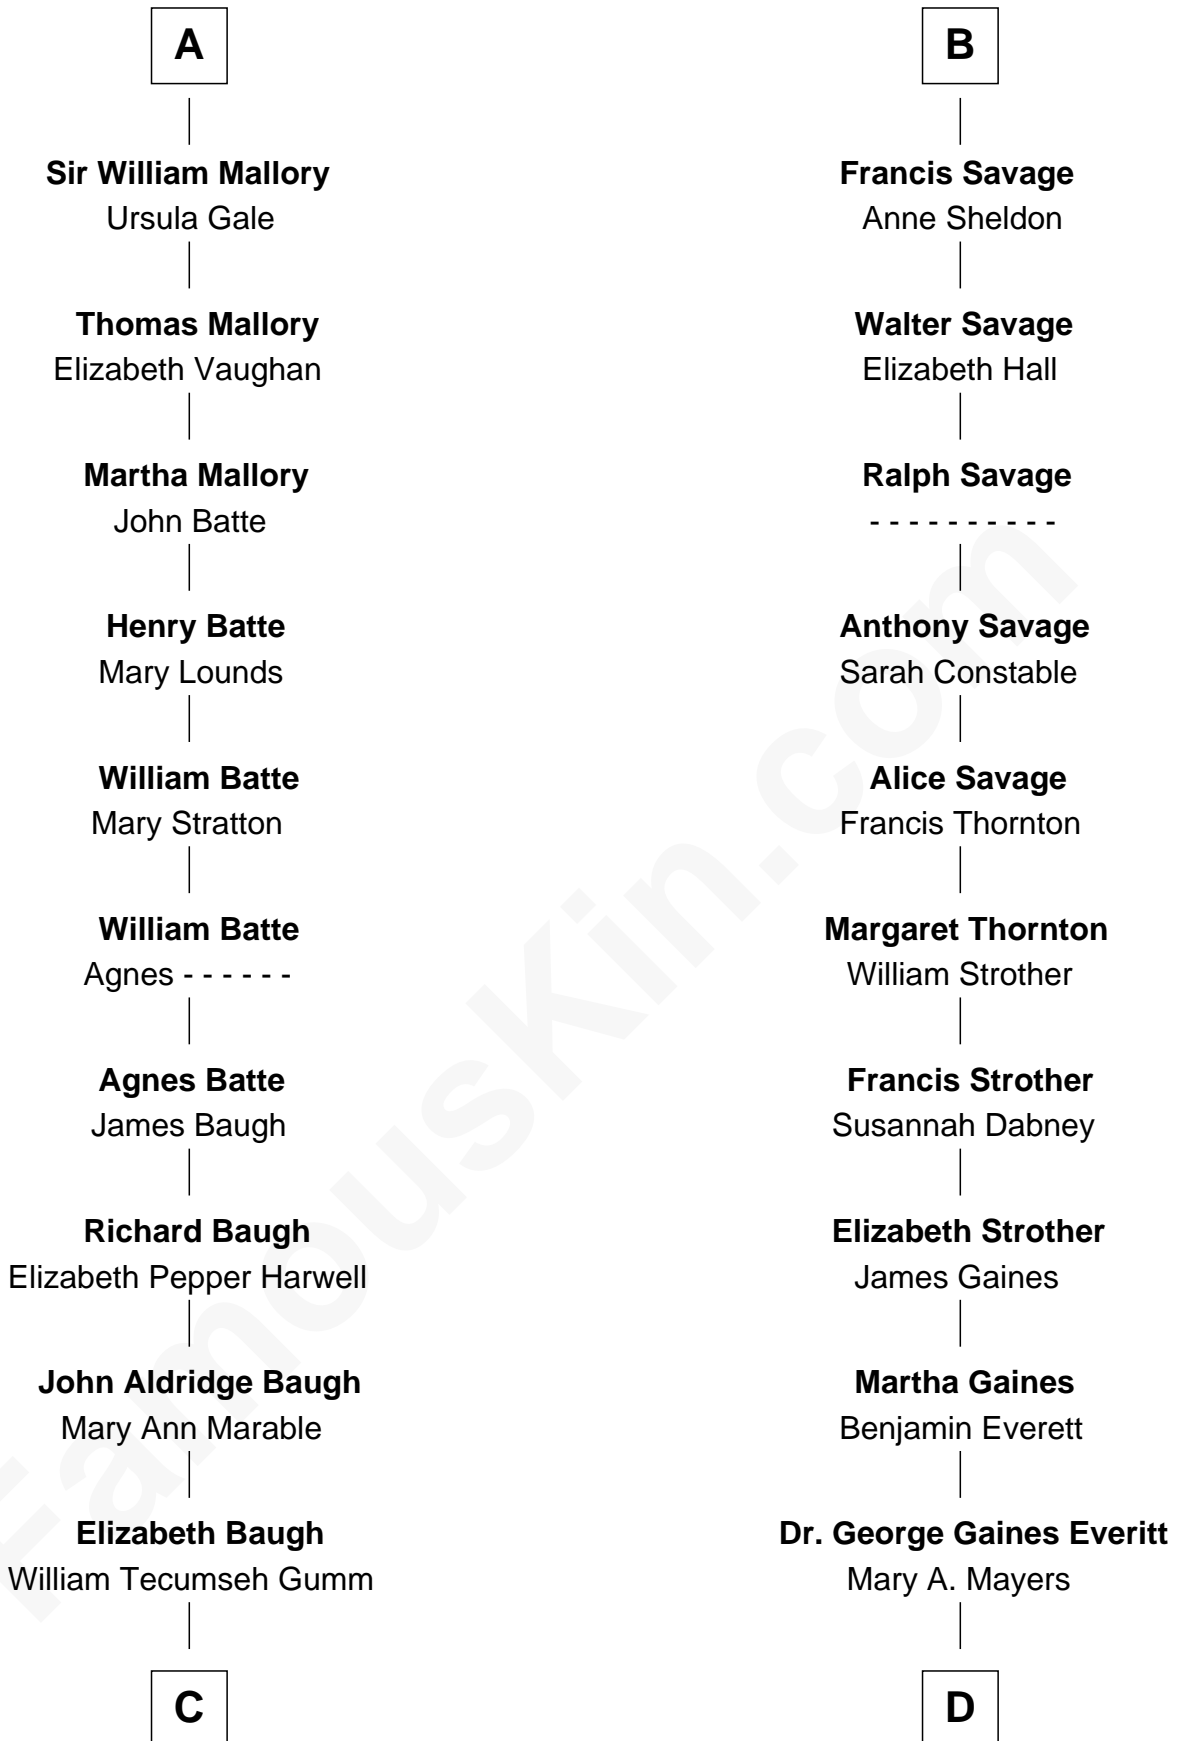 A
Sir William Mallory
Ursula Gale
Thomas Mallory
Elizabeth Vaughan
Martha Mallory
John Batte
Henry Batte
Mary Lounds
William Batte
Mary Stratton
William Batte
Agnes - - - - - -
Agnes Batte
James Baugh
Richard Baugh
Elizabeth Pepper Harwell
John Aldridge Baugh
Mary Ann Marable
Elizabeth Baugh
William Tecumseh Gumm
C
B
Francis Savage
Anne Sheldon
Walter Savage
Elizabeth Hall
Ralph Savage
- - - - - - - - - -
Anthony Savage
Sarah Constable
Alice Savage
Francis Thornton
Margaret Thornton
William Strother
Francis Strother
Susannah Dabney
Elizabeth Strother
James Gaines
Martha Gaines
Benjamin Everett
Dr. George Gaines Everitt
Mary A. Mayers
D
FamousKin.com